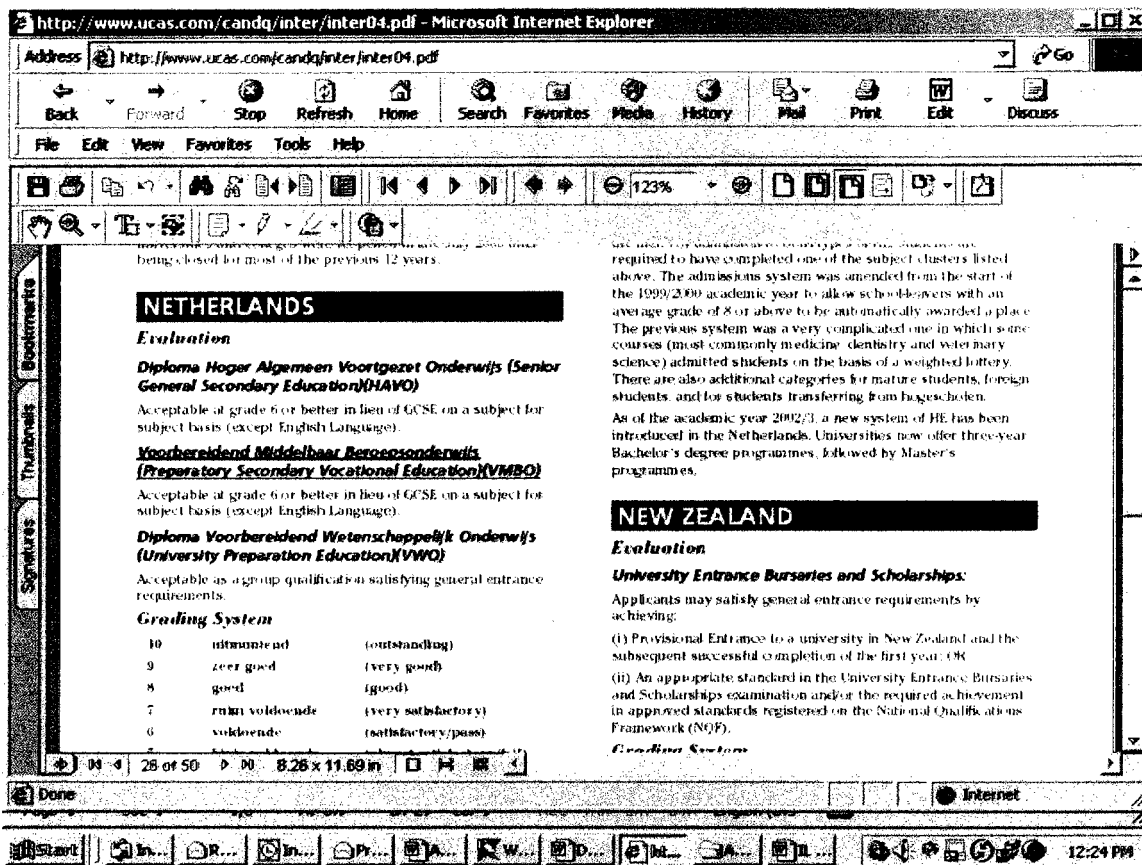 http://www.ucas.com/candq/inter/inter04.pdf - Microsoft Internet Explorer
Address http://www.ucas.com/candq/inter/inter04.pdf Go
Back Forward Stop Refresh Home Search Favorites Media History Mail Print Edit Discuss
File Edit View Favorites Tools Help
123%
Bookmarks
Thumbnails
Signatures
being closed for most of the previous 12 years.
NETHERLANDS
Evaluation
Diploma Hoger Algemeen Voortgezet Onderwijs (Senior
General Secondary Education)(HAVO)
Acceptable at grade 6 or better in lieu of GCSE on a subject for
subject basis (except English Language).
Voorbereidend Middelbaar Beroepsonderwijs
(Preparatory Secondary Vocational Education)(VMBO)
Acceptable at grade 6 or better in lieu of GCSE on a subject for
subject basis (except English Language).
Diploma Voorbereidend Wetenschappelijk Onderwijs
(University Preparation Education)(VWO)
Acceptable as a group qualification satisfying general entrance
requirements.
Grading System
10 uitmuntend (outstanding)
9 zeer goed (very good)
8 goed (good)
7 ruim voldoende (very satisfactory)
6 voldoende (satisfactory/pass)
required to have completed one of the subject clusters listed
above. The admissions system was amended from the start of
the 1999/2000 academic year to allow school-leavers with an
average grade of 8 or above to be automatically awarded a place.
The previous system was a very complicated one in which some
courses (most commonly medicine, dentistry and veterinary
science) admitted students on the basis of a weighted lottery.
There are also additional categories for mature students, foreign
students, and for students transferring from hogescholen.
As of the academic year 2002/3, a new system of HE has been
introduced in the Netherlands. Universities now offer three-year
Bachelor's degree programmes, followed by Master's
programmes.
NEW ZEALAND
Evaluation
University Entrance Bursaries and Scholarships:
Applicants may satisfy general entrance requirements by
achieving:
(i) Provisional Entrance to a university in New Zealand and the
subsequent successful completion of the first year; OR
(ii) An appropriate standard in the University Entrance Bursaries
and Scholarships examination and/or the required achievement
in approved standards registered on the National Qualifications
Framework (NQF).
Grading System
28 of 50 8.26 x 11.69 in
Done Internet
Start In... R... In... Pr... A... W... D... Int... A... 12:24 PM